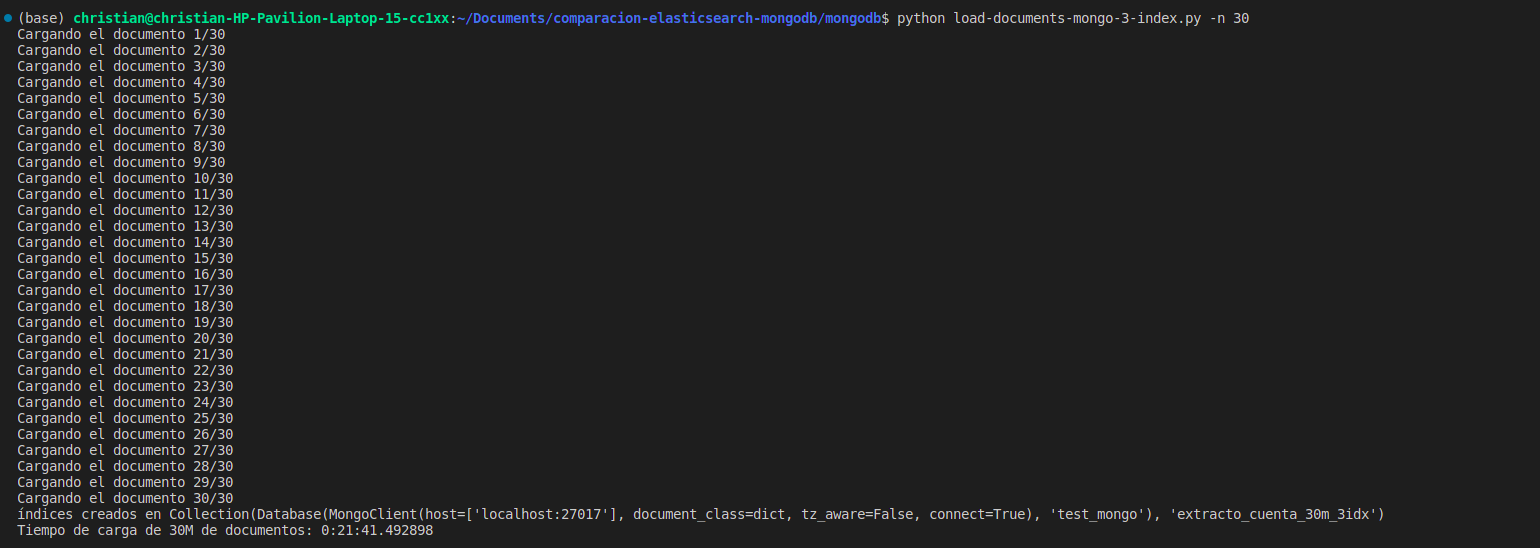 (base) christian@christian-HP-Pavilion-Laptop-15-cc1xx:~/Documents/comparacion-elasticsearch-mongodb/mongodb$ python load-documents-mongo-3-index.py -n 30
Cargando el documento 1/30
Cargando el documento 2/30
Cargando el documento 3/30
Cargando el documento 4/30
Cargando el documento 5/30
Cargando el documento 6/30
Cargando el documento 7/30
Cargando el documento 8/30
Cargando el documento 9/30
Cargando el documento 10/30
Cargando el documento 11/30
Cargando el documento 12/30
Cargando el documento 13/30
Cargando el documento 14/30
Cargando el documento 15/30
Cargando el documento 16/30
Cargando el documento 17/30
Cargando el documento 18/30
Cargando el documento 19/30
Cargando el documento 20/30
Cargando el documento 21/30
Cargando el documento 22/30
Cargando el documento 23/30
Cargando el documento 24/30
Cargando el documento 25/30
Cargando el documento 26/30
Cargando el documento 27/30
Cargando el documento 28/30
Cargando el documento 29/30
Cargando el documento 30/30
índices creados en Collection(Database(MongoClient(host=['localhost:27017'], document_class=dict, tz_aware=False, connect=True), 'test_mongo'), 'extracto_cuenta_30m_3idx')
Tiempo de carga de 30M de documentos: 0:21:41.492898